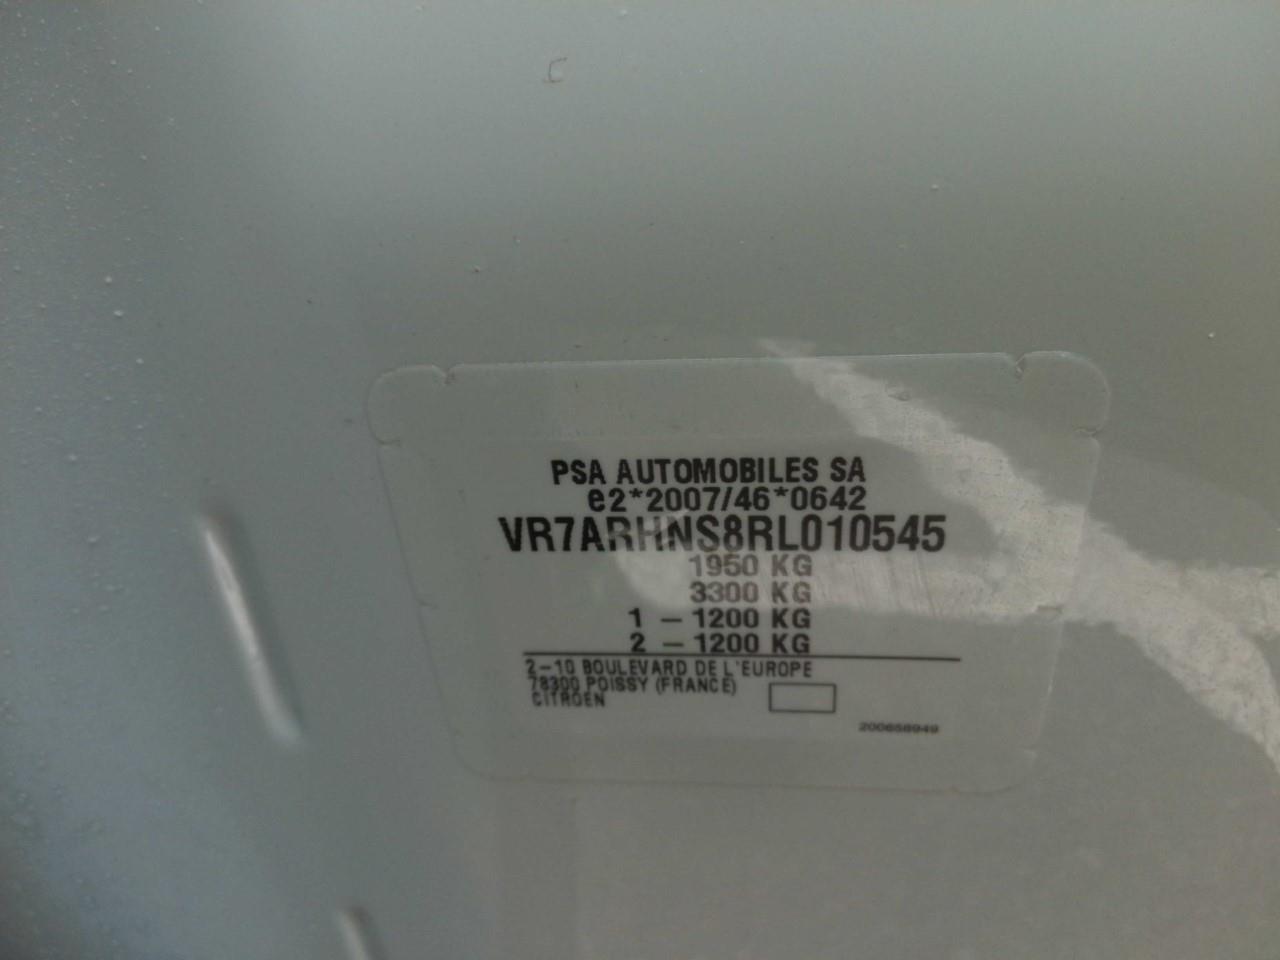 PSA AUTOMOBILES SA
e2*2007/46*0642
VR7ARHNS8RL010545
1950 KG
3300 KG
1 - 1200 KG
2 - 1200 KG
2-10 BOULEVARD DE L'EUROPE
78300 POISSY (FRANCE)
CITROEN
200658949